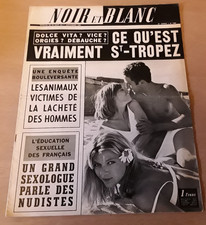 NOIR ET BLANC
DOLCE VITA? VICE?
ORGIES? DÉBAUCHE?
CE QU'EST
VRAIMENT ST-TROPEZ
UNE ENQUÊTE
BOULEVERSANTE
LES ANIMAUX
VICTIMES DE
LA LACHETÉ
DES HOMMES
L'ÉDUCATION
SEXUELLE
DES FRANÇAIS
UN GRAND
SEXOLOGUE
PARLE DES
NUDISTES
1 franc